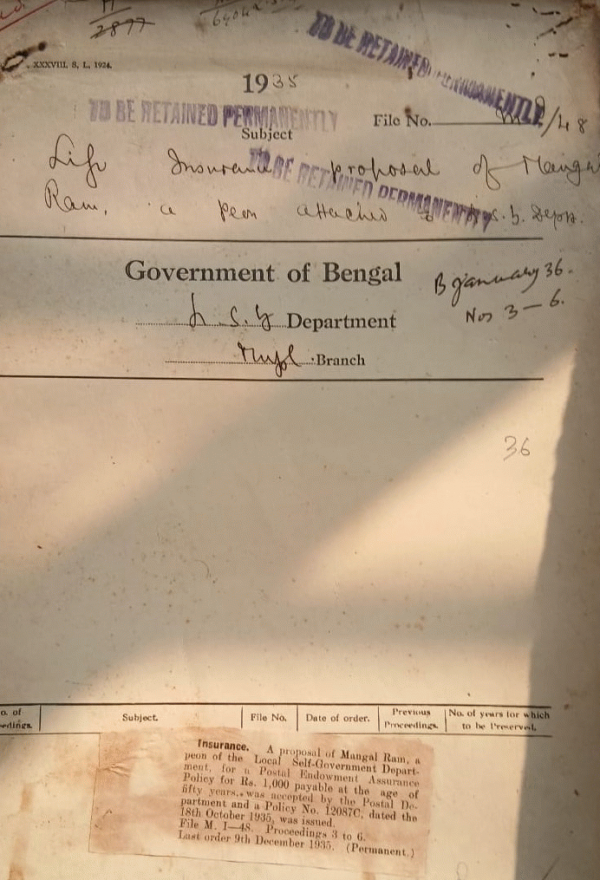 2877
XXXVIII. S, L, 1924.
TO BE RETAINED PERMANENTLY
1935
TO BE RETAINED PERMANENTLY
File No. /48
Subject
TO BE RETAINED PERMANENTLY
Life Insurance proposal of Mangal
Ram, a peon attached L.S.G. Deptt.
Government of Bengal
B January 36.
Nos 3-6.
L.S.G Department
Branch
36
Subject. File No. Date of order. Previous Proceedings. No. of years for which to be Preserved.
Insurance. A proposal of Mangal Ram, a
peon of the Local Self-Government Depart-
ment, for a Postal Endowment Assurance
Policy for Rs. 1,000 payable at the age of
fifty years, was accepted by the Postal De-
partment and a Policy No. 12087C, dated the
18th October 1935, was issued.
File M. 1-48. Proceedings 3 to 6.
Last order 9th December 1935. (Permanent.)